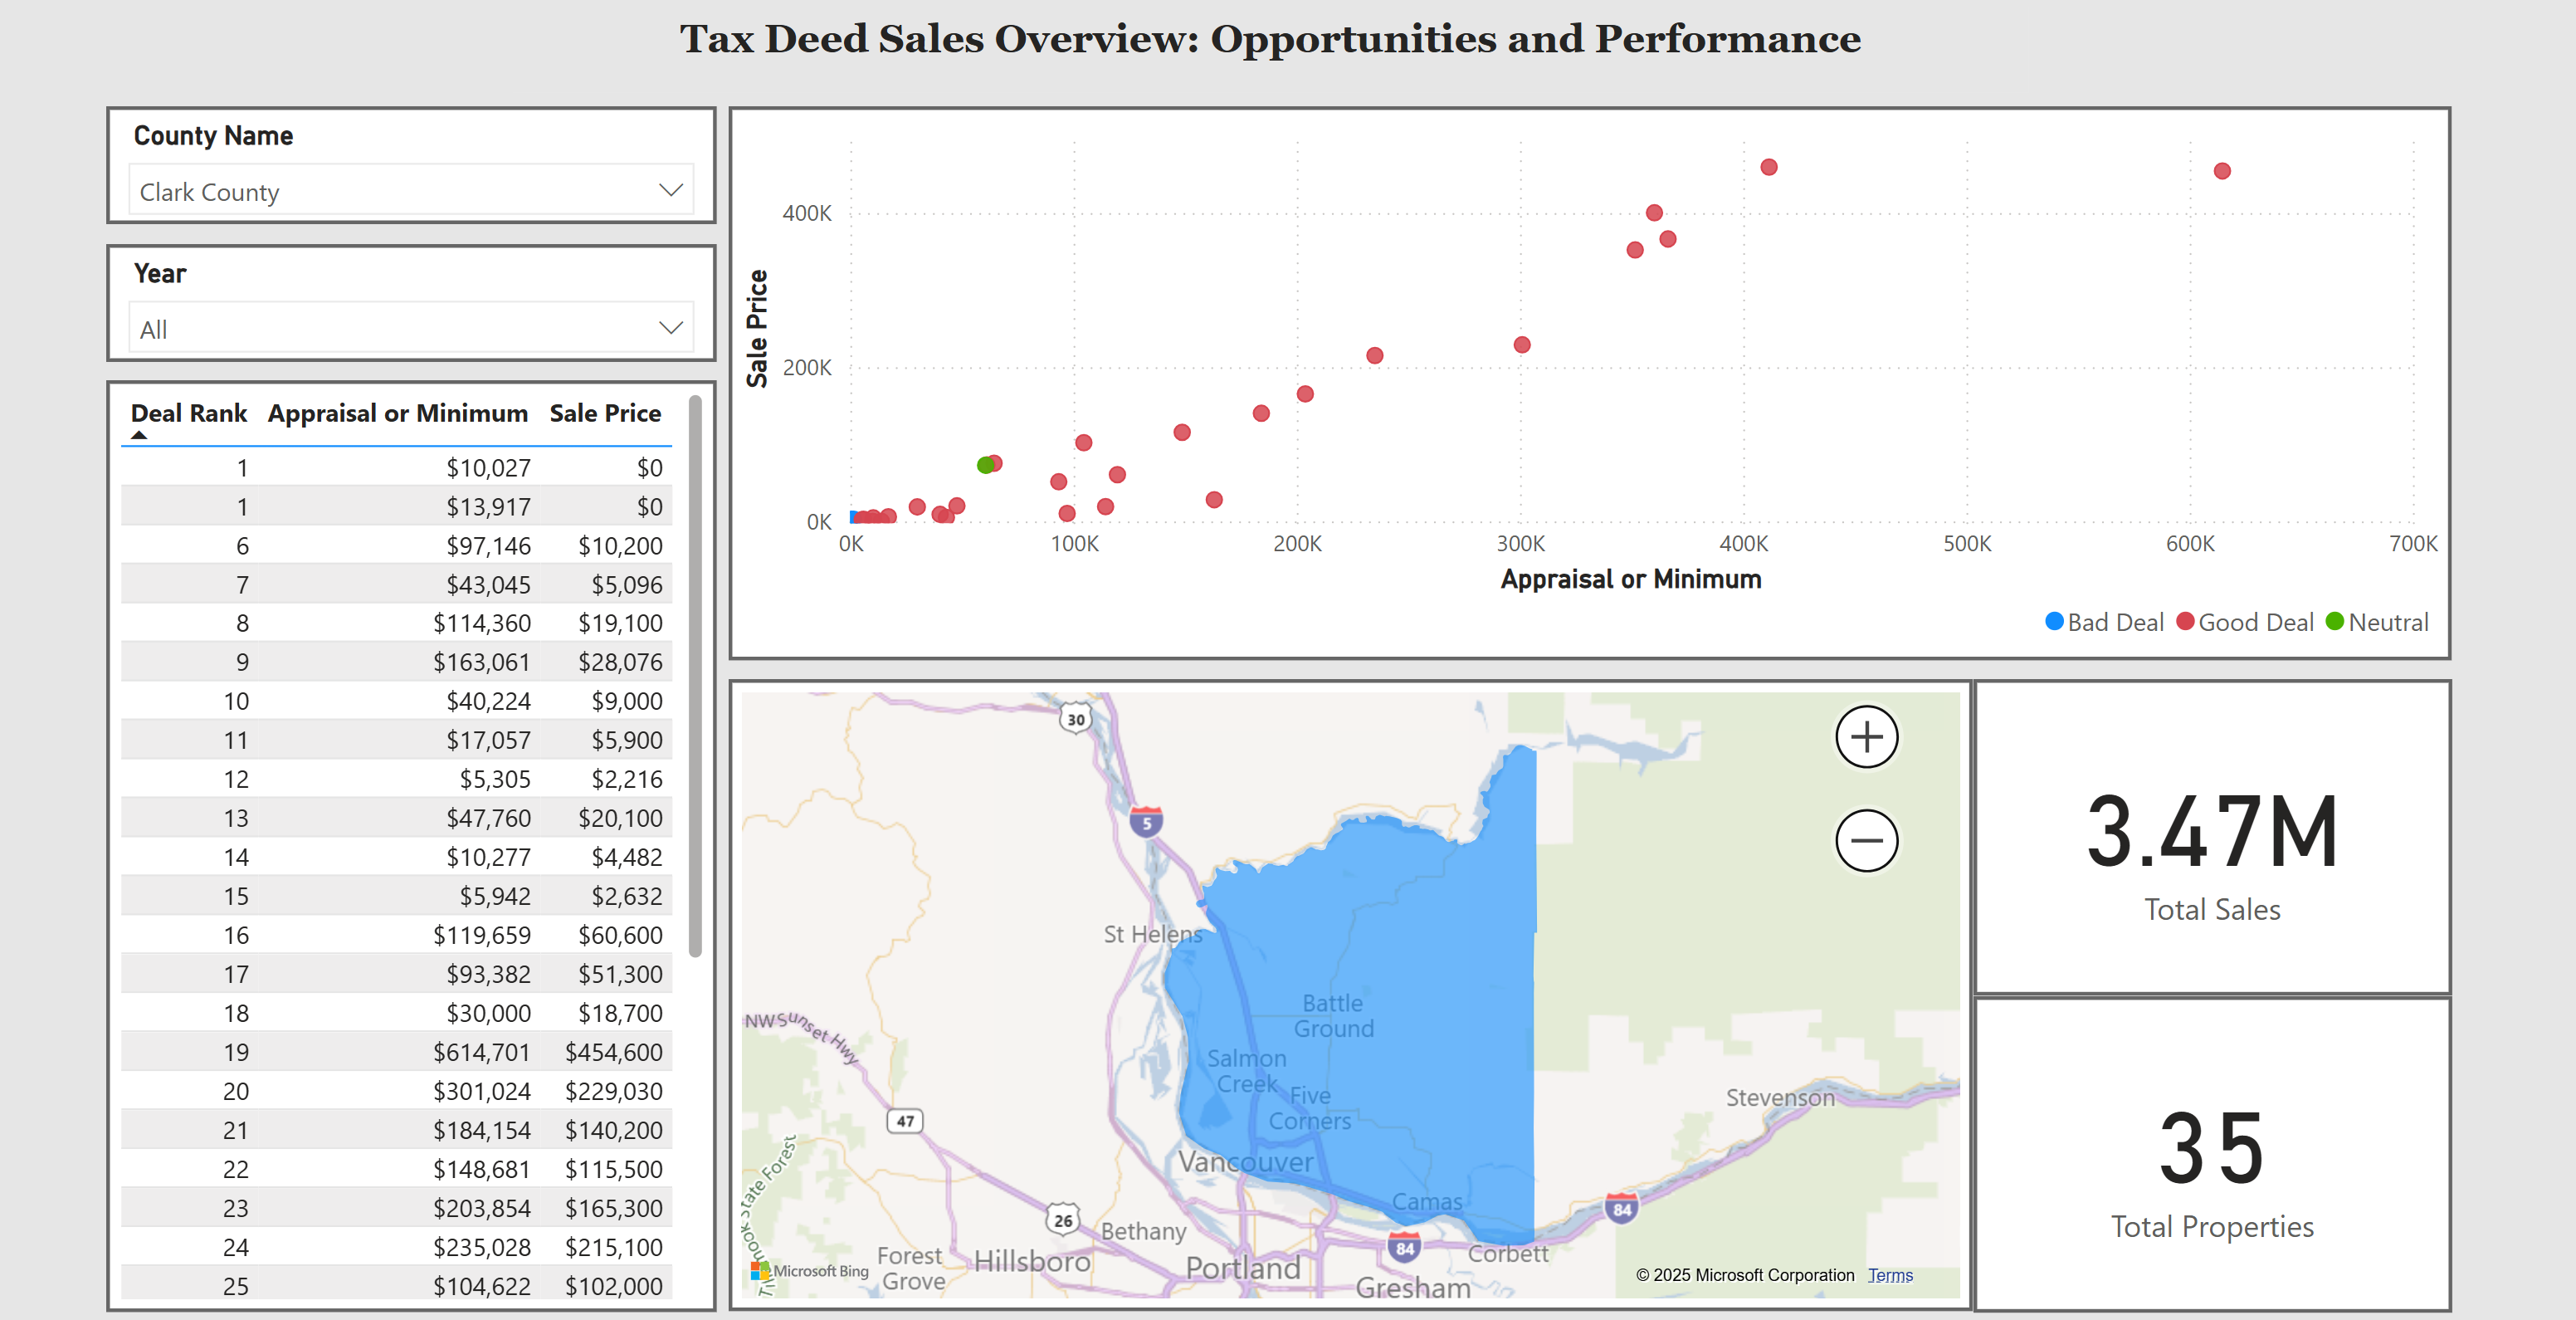 Tax Deed Sales Overview: Opportunities and Performance
County Name
Clark County
Year
All
Deal Rank Appraisal or Minimum Sale Price
1 $10,027 $0
1 $13,917 $0
6 $97,146 $10,200
7 $43,045 $5,096
8 $114,360 $19,100
9 $163,061 $28,076
10 $40,224 $9,000
11 $17,057 $5,900
12 $5,305 $2,216
13 $47,760 $20,100
14 $10,277 $4,482
15 $5,942 $2,632
16 $119,659 $60,600
17 $93,382 $51,300
18 $30,000 $18,700
19 $614,701 $454,600
20 $301,024 $229,030
21 $184,154 $140,200
22 $148,681 $115,500
23 $203,854 $165,300
24 $235,028 $215,100
25 $104,622 $102,000
Sale Price
400K
200K
0K
0K 100K 200K 300K 400K 500K 600K 700K
Appraisal or Minimum
Bad Deal Good Deal Neutral
30
5
St Helens
Battle
Ground
NW Sunset Hwy
Salmon
Creek
Five
Corners
Stevenson
47
State Forest
Vancouver
Camas
84
26
Bethany
84
Corbett
Forest
Grove
Hillsboro
Portland
Gresham
Microsoft Bing
© 2025 Microsoft Corporation Terms
3.47M
Total Sales
35
Total Properties